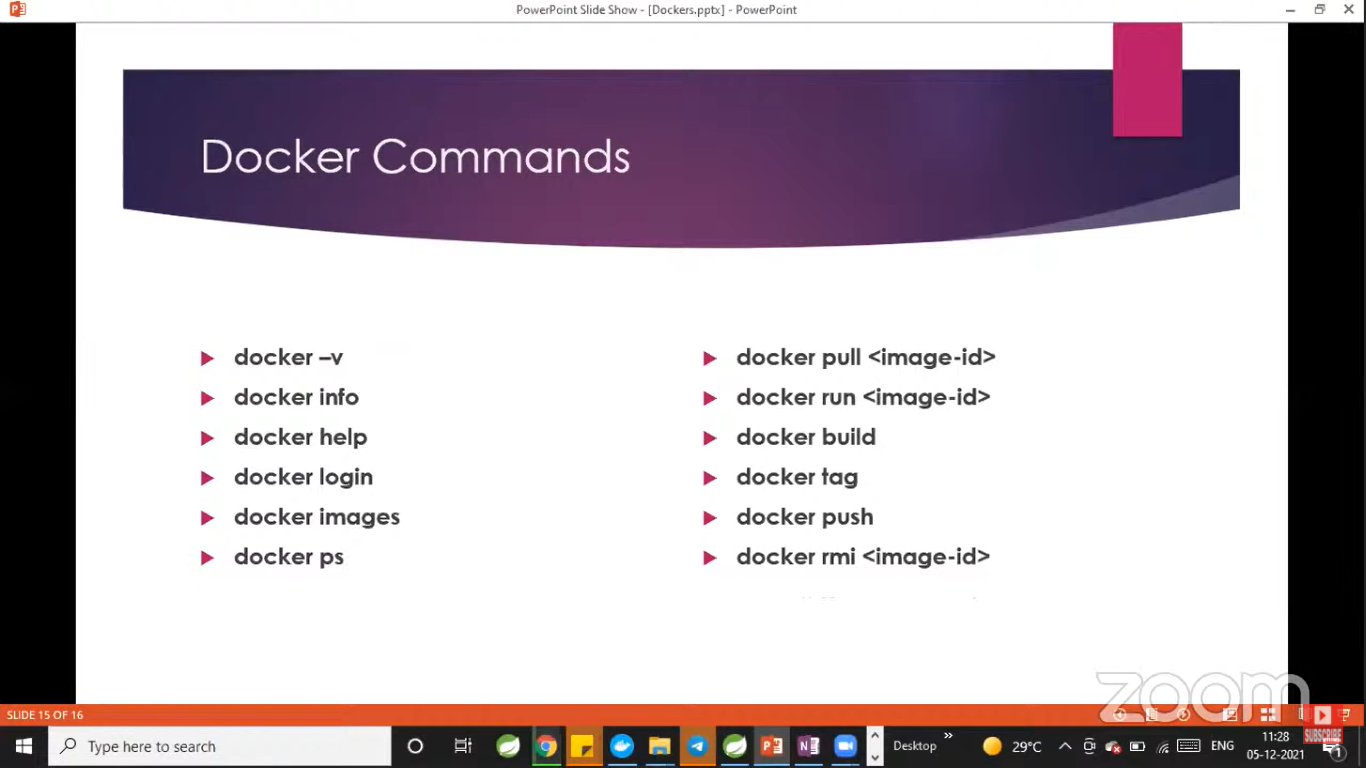 PowerPoint Slide Show - [Dockers.pptx] - PowerPoint
Docker Commands
docker –v
docker info
docker help
docker login
docker images
docker ps
docker pull <image-id>
docker run <image-id>
docker build
docker tag
docker push
docker rmi <image-id>
zoom
SLIDE 15 OF 16
SUBSCRIBE
Type here to search
Desktop
29°C
ENG
11:28
05-12-2021
1